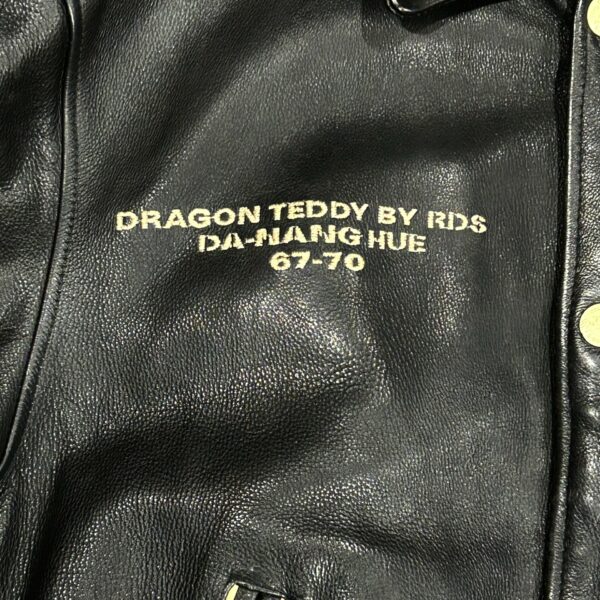 DRAGON TEDDY BY RDS
DA-NANG HUE
67-70